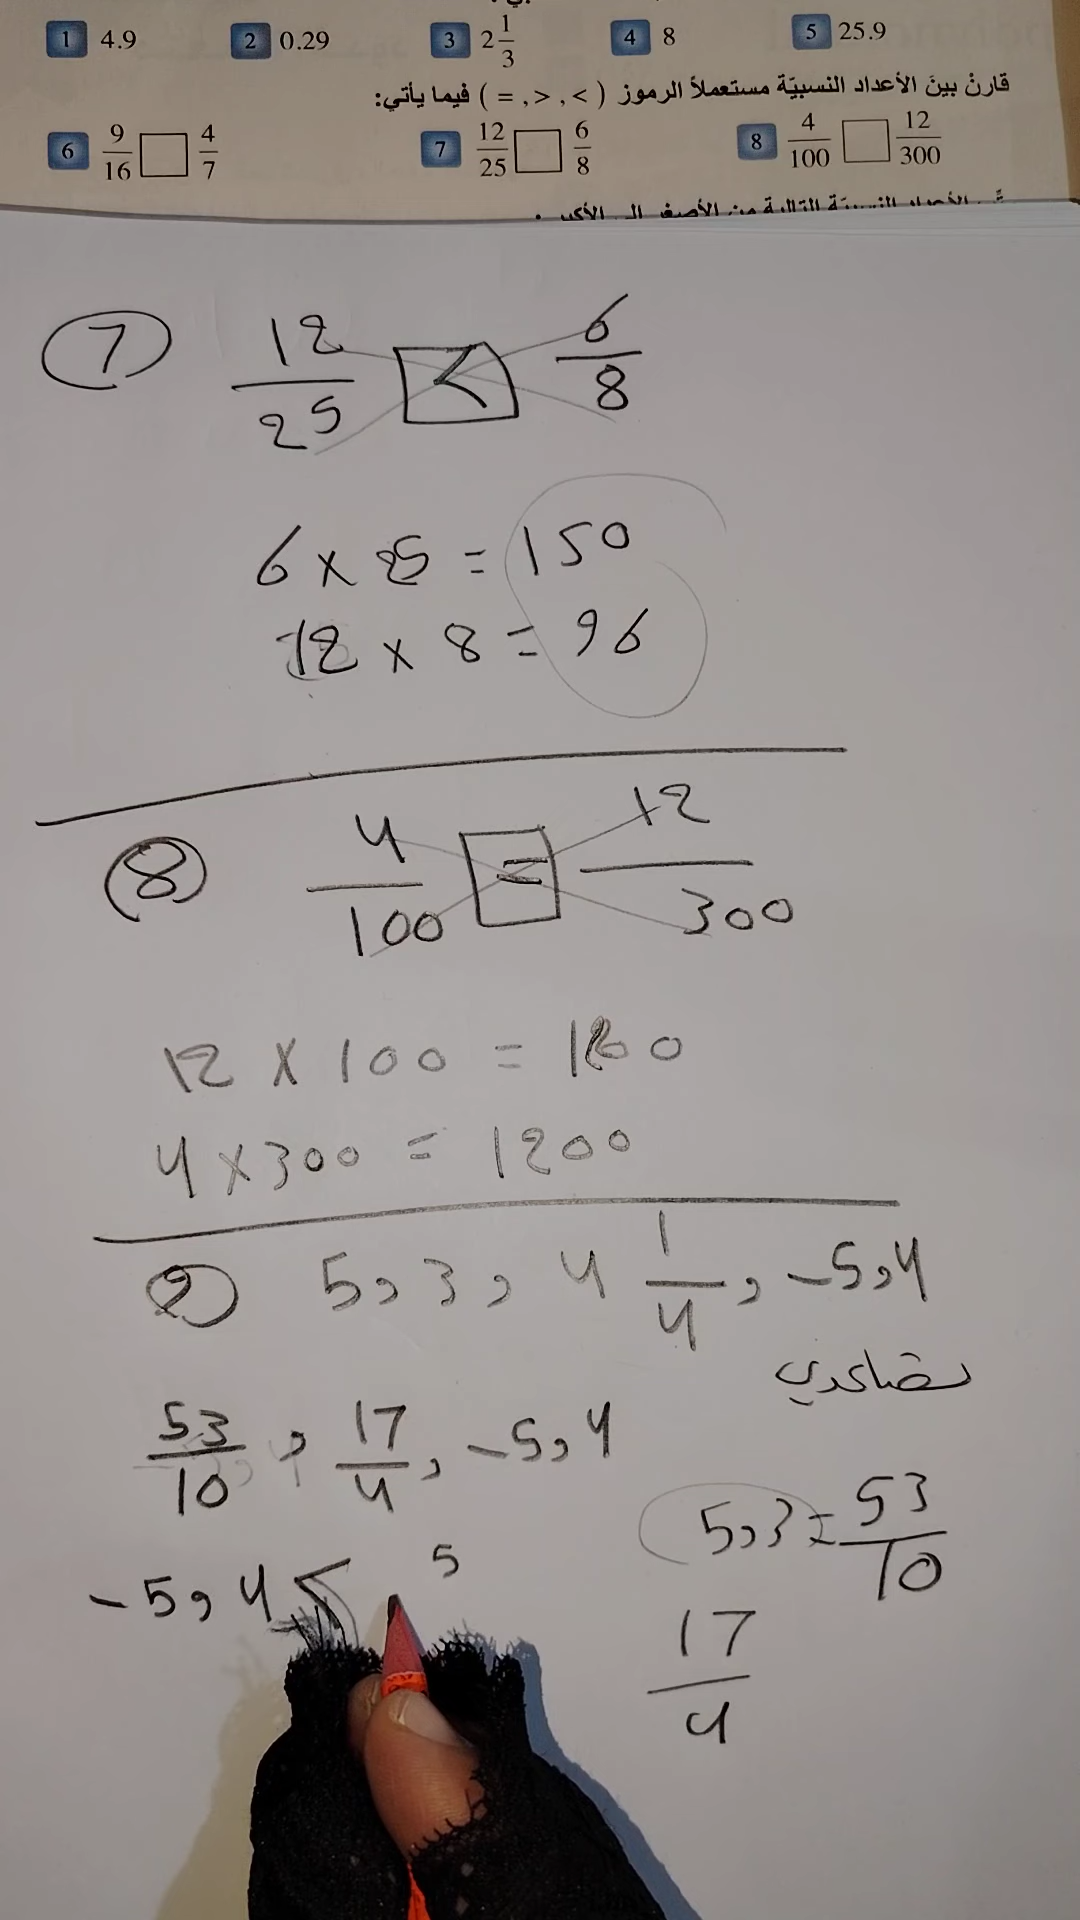 1 4.9 2 0.29 3 2 1/3 4 8 5 25.9
قارنْ بينَ الأعداد النسبيّة مستعملاً الرموز ( > ، < ، = ) فيما يأتي:
6 9/16 □ 4/7 7 12/25 □ 6/8 8 4/100 □ 12/300
7 12/25 < 6/8
6 × 25 = 150
12 × 8 = 96
8 4/100 = 12/300
12 × 100 =
4 × 300 = 1200
9 5,3 , 4 1/4 , -5,4
تصاعدي
53/10 , 17/4 , -5,4
5,3 = 53/10
-5,4 < 5
17/4